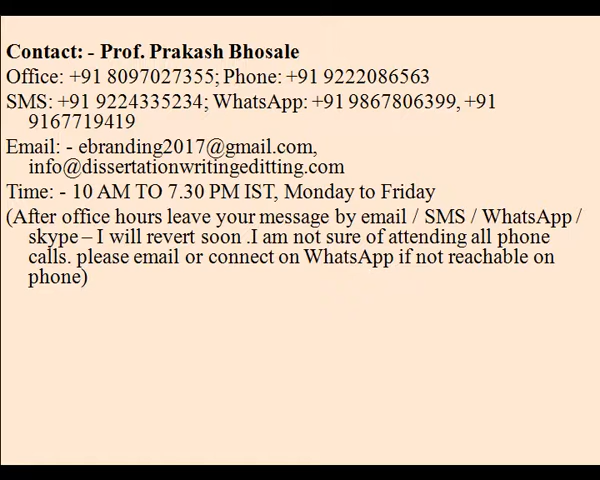 Contact: - Prof. Prakash Bhosale
Office: +91 8097027355; Phone: +91 9222086563
SMS: +91 9224335234; WhatsApp: +91 9867806399, +91
9167719419
Email: - ebranding2017@gmail.com,
info@dissertationwritingeditting.com
Time: - 10 AM TO 7.30 PM IST, Monday to Friday
(After office hours leave your message by email / SMS / WhatsApp /
skype – I will revert soon .I am not sure of attending all phone
calls. please email or connect on WhatsApp if not reachable on
phone)